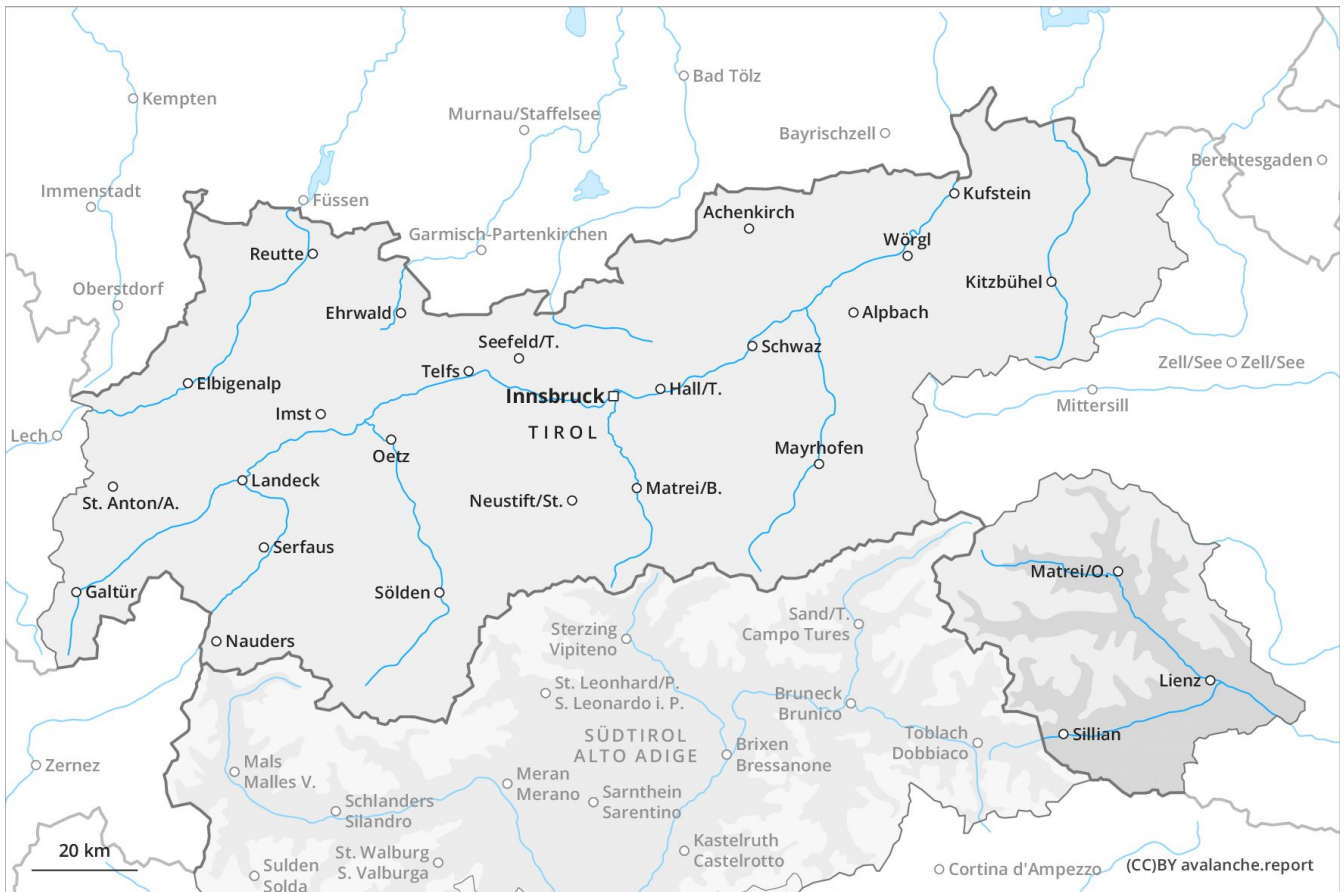 Kempten
Bad Tölz
Murnau/Staffelsee
Bayrischzell
Berchtesgaden
Immenstadt
Füssen
Kufstein
Achenkirch
Garmisch-Partenkirchen
Wörgl
Reutte
Oberstdorf
Kitzbühel
Ehrwald
Alpbach
Seefeld/T.
Schwaz
Zell/See
Zell/See
Telfs
Elbigenalp
Hall/T.
Innsbruck
Mittersill
Imst
TIROL
Lech
Oetz
Mayrhofen
Landeck
St. Anton/A.
Neustift/St.
Matrei/B.
Serfaus
Matrei/O.
Galtür
Sölden
Sand/T.
Campo Tures
Sterzing
Vipiteno
Nauders
Lienz
St. Leonhard/P.
S. Leonardo i. P.
Bruneck
Brunico
SÜDTIROL
ALTO ADIGE
Toblach
Dobbiaco
Sillian
Brixen
Bressanone
Zernez
Mals
Malles V.
Meran
Merano
Sarnthein
Sarentino
Schlanders
Silandro
Kastelruth
Castelrotto
20 km
St. Walburg
S. Valburga
Sulden
Solda
Cortina d'Ampezzo
(CC)BY avalanche.report